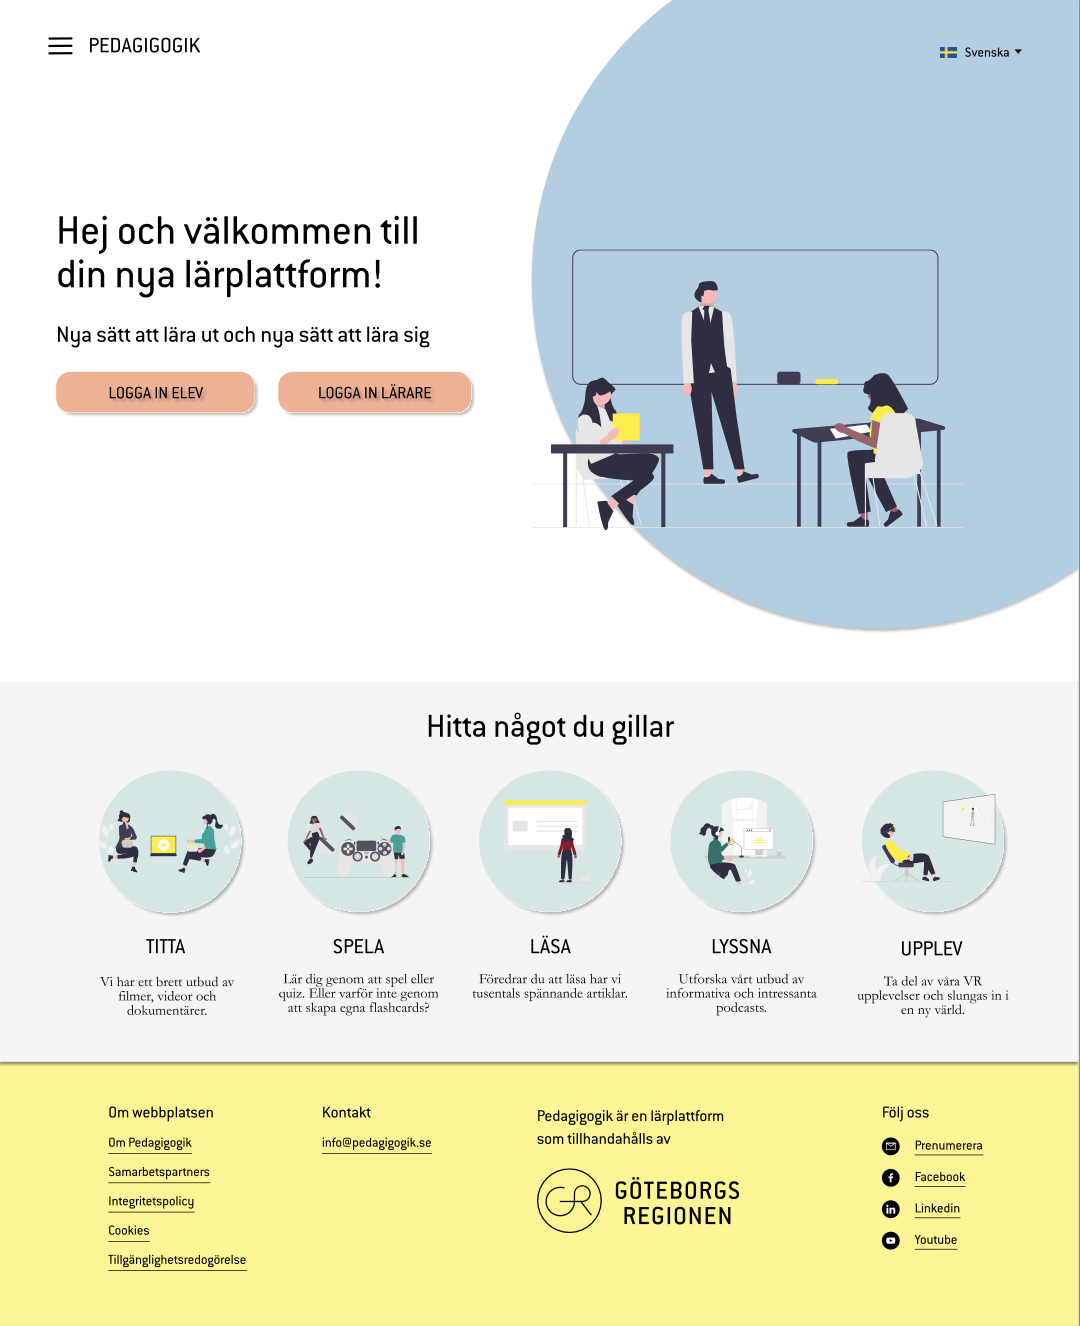 PEDAGIGOGIK
Svenska
Hej och välkommen till
din nya lärplattform!
Nya sätt att lära ut och nya sätt att lära sig
LOGGA IN ELEV
LOGGA IN LÄRARE
Hitta något du gillar
TITTA
Vi har ett brett utbud av
filmer, videor och
dokumentärer.
SPELA
Lär dig genom att spel eller
quiz. Eller varför inte genom
att skapa egna flashcards?
LÄSA
Föredrar du att läsa har vi
tusentals spännande artiklar.
LYSSNA
Utforska vårt utbud av
informativa och intressanta
podcasts.
UPPLEV
Ta del av våra VR
upplevelser och slungas in i
en ny värld.
Om webbplatsen
Om Pedagigogik
Samarbetspartners
Integritetspolicy
Cookies
Tillgänglighetsredogörelse
Kontakt
info@pedagigogik.se
Pedagigogik är en lärplattform
som tillhandahålls av
GR
GÖTEBORGS
REGIONEN
Följ oss
Prenumerera
Facebook
Linkedin
Youtube